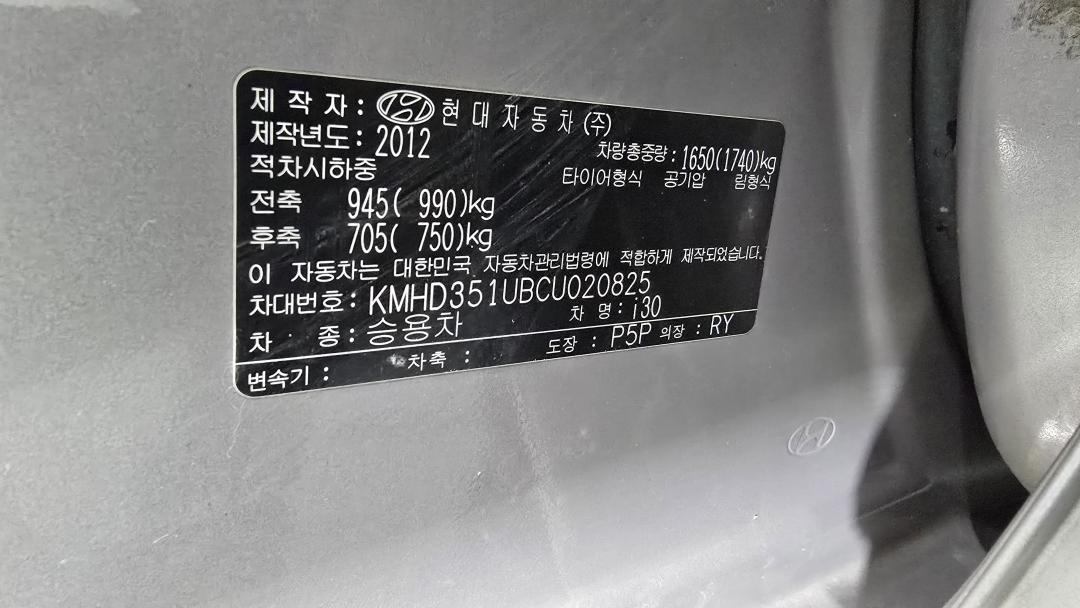 제 작 자 : 현 대 자 동 차 (주)
제작년도 : 2012 차량총중량 : 1650(1740)kg
적차시하중 타이어형식 공기압 림형식
전축 945( 990)kg
후축 705( 750)kg
이 자동차는 대한민국 자동차관리법령에 적합하게 제작되었습니다.
차대번호 : KMHD351UBCU020825
차 종 : 승용차 차 명 : i30
변속기 : 차축 : 도장 : P5P 의장 : RY